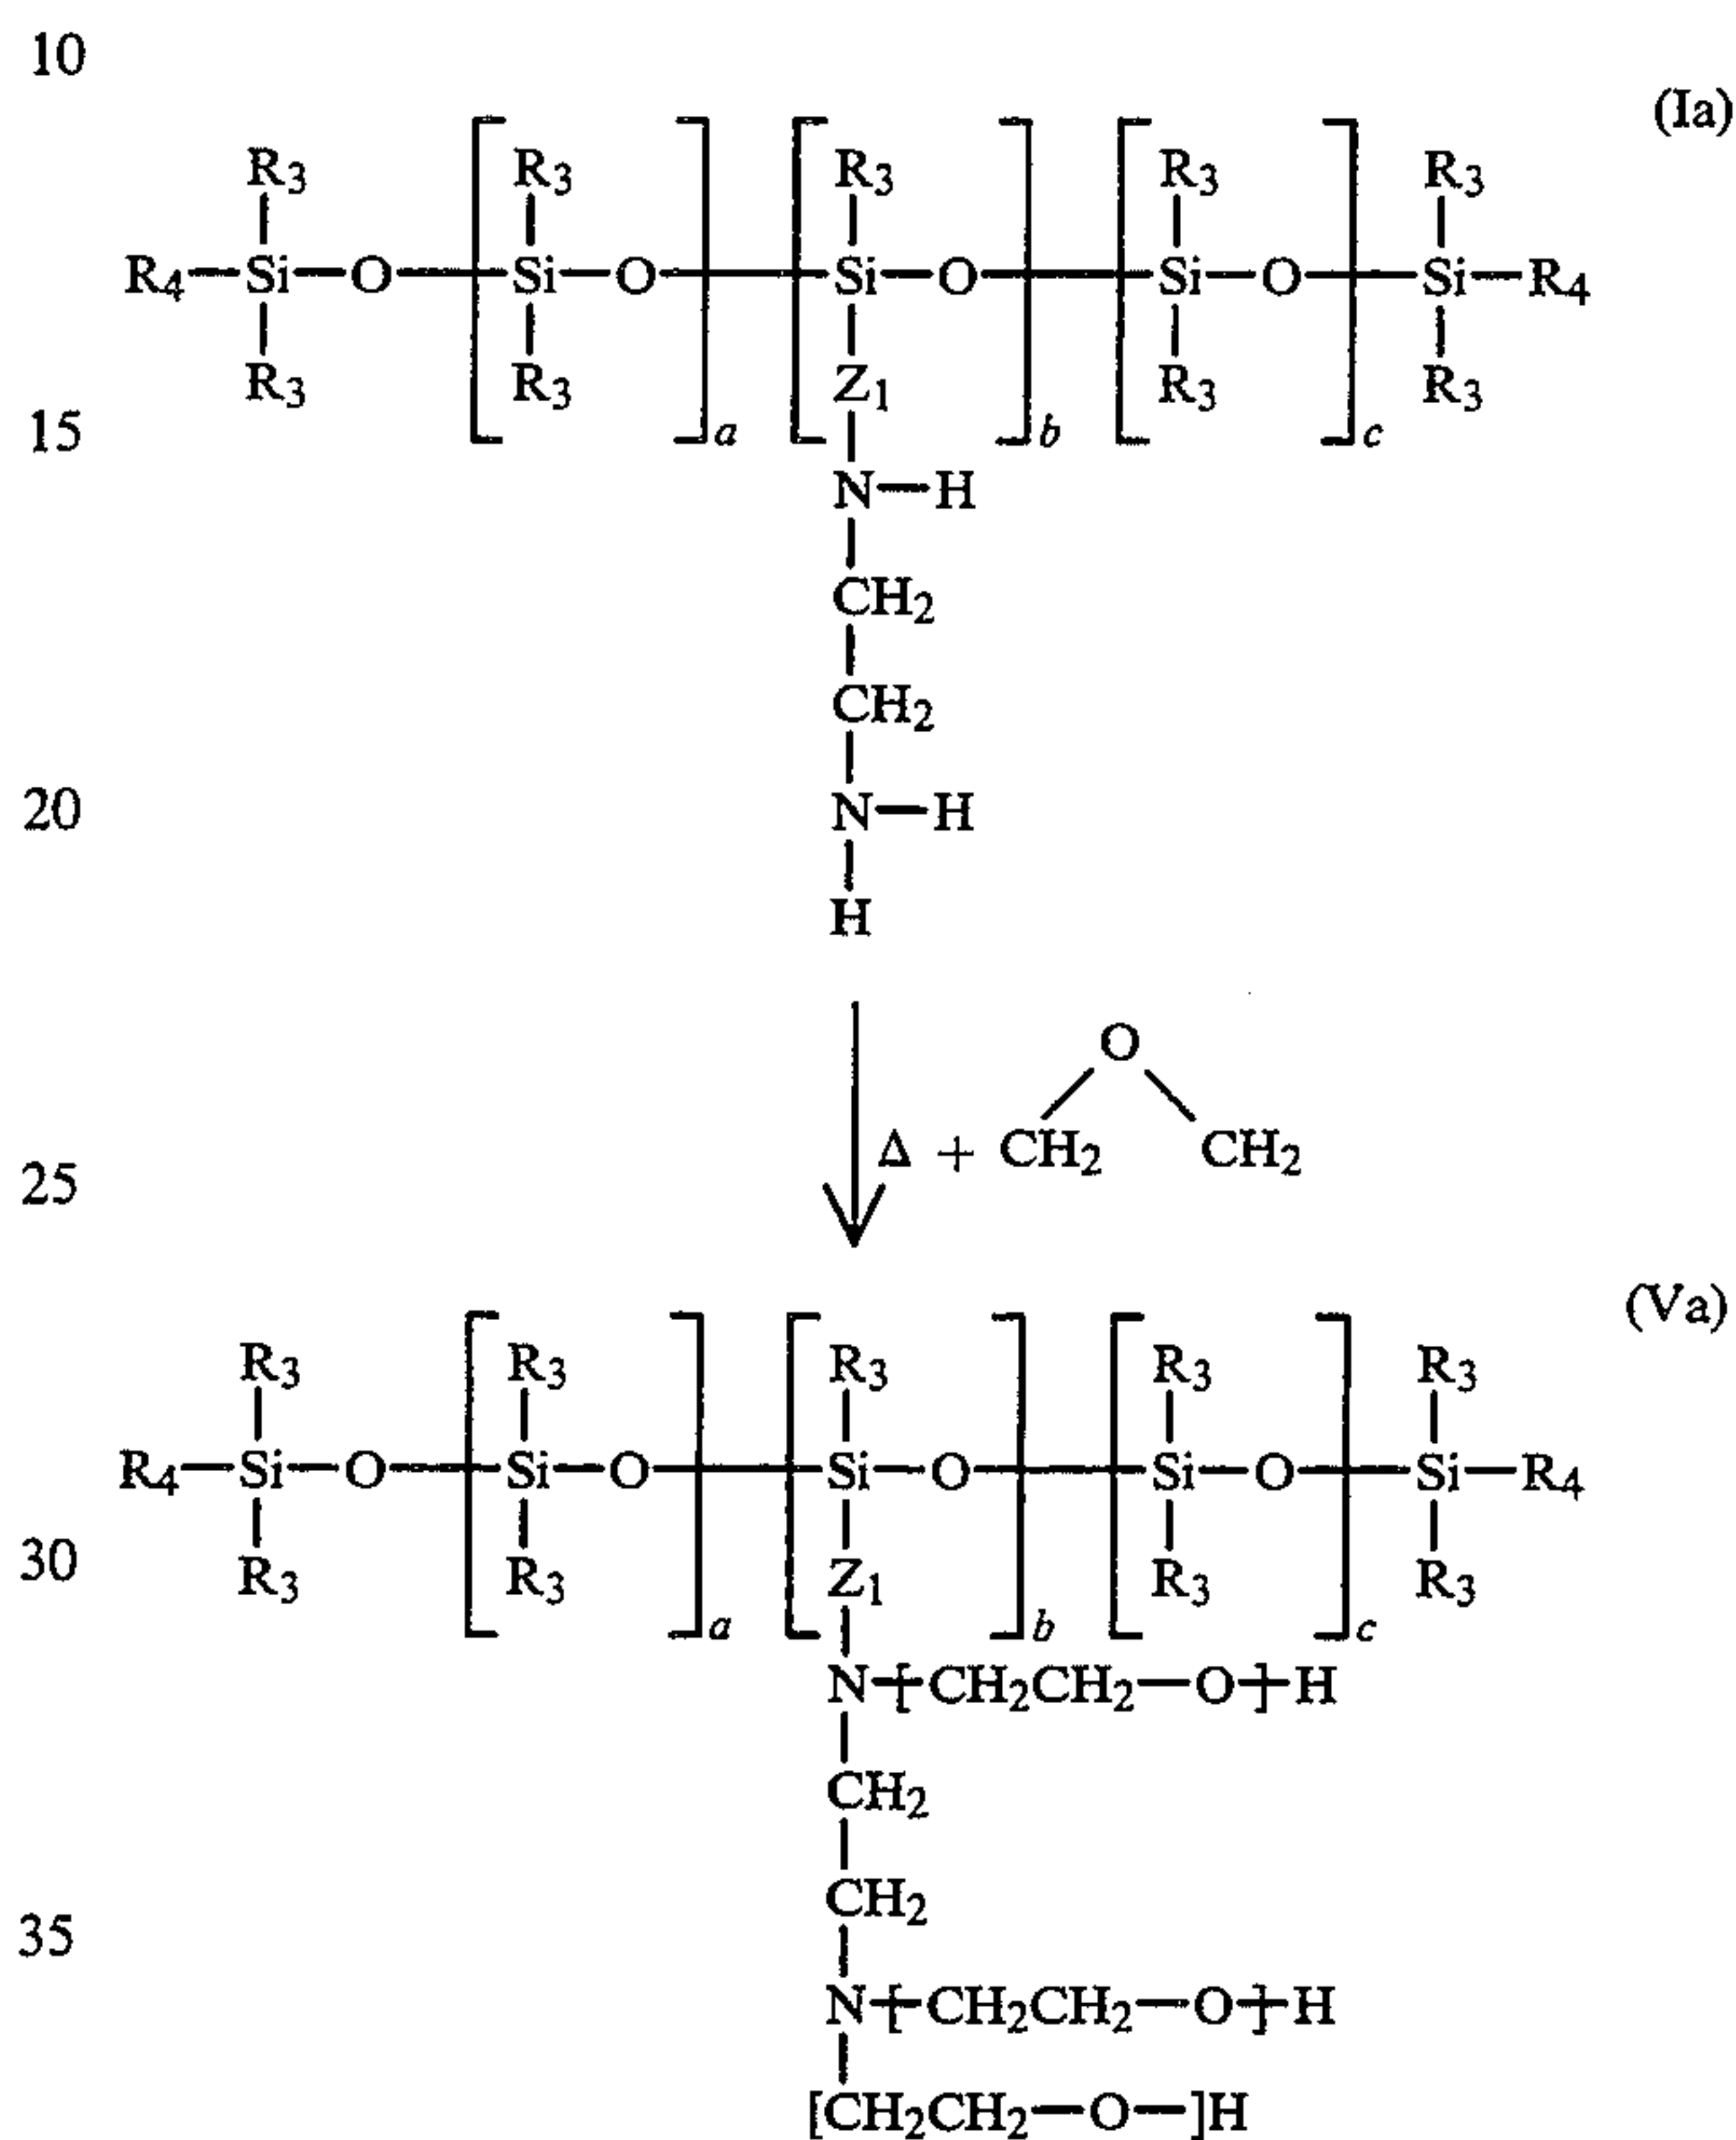 10
(Ia)
R3 R3 R3 R3 R3
R4—Si—O—[Si—O]a—[Si—O]b—[Si—O]c—Si—R4
R3 R3 Z1 R3 R3
15
N—H
CH2
CH2
20
N—H
H
O
Δ + CH2 CH2
25
(Va)
R3 R3 R3 R3 R3
R4—Si—O—[Si—O]a—[Si—O]b—[Si—O]c—Si—R4
30
R3 R3 Z1 R3 R3
N—[CH2CH2—O]—H
CH2
CH2
35
N—[CH2CH2—O]—H
[CH2CH2—O—]H